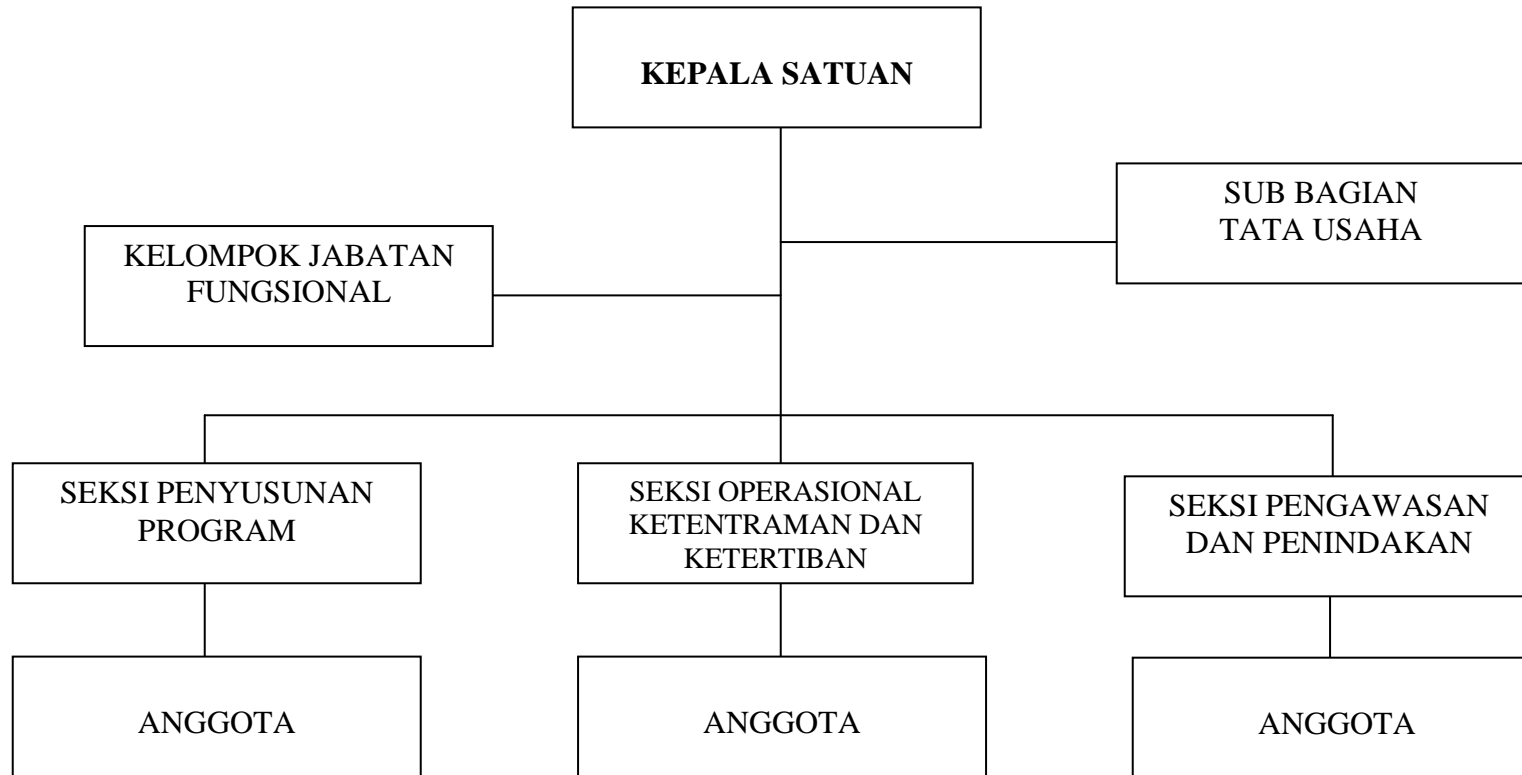 KEPALA SATUAN
SUB BAGIAN
TATA USAHA
KELOMPOK JABATAN
FUNGSIONAL
SEKSI PENYUSUNAN
PROGRAM
SEKSI OPERASIONAL
KETENTRAMAN DAN
KETERTIBAN
SEKSI PENGAWASAN
DAN PENINDAKAN
ANGGOTA
ANGGOTA
ANGGOTA